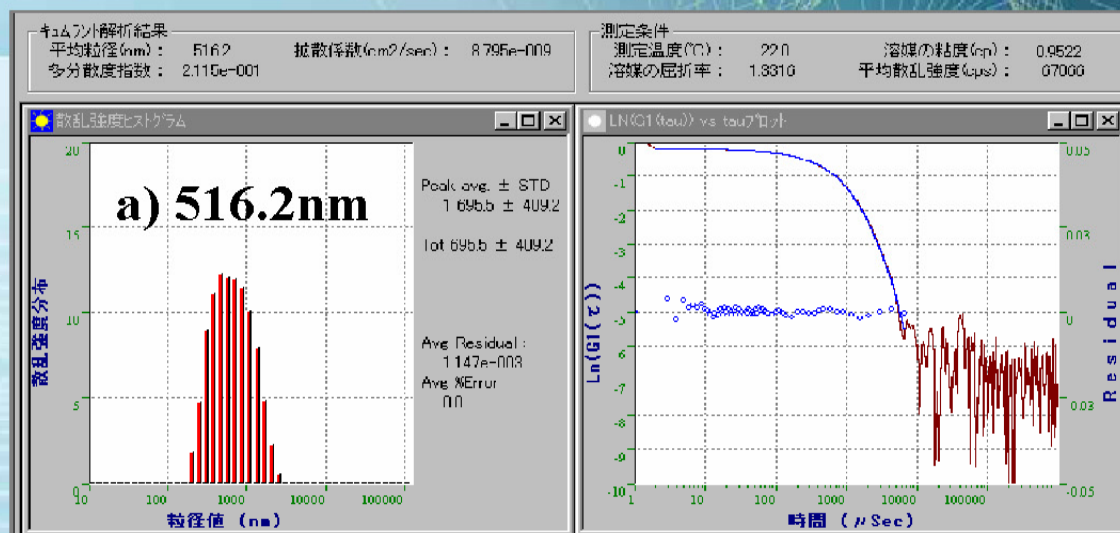 キュムラント解析結果
平均粒径(nm) : 516.2 拡散係数(cm2/sec) : 8.795e-009
多分散度指数 : 2.115e-001
測定条件
測定温度(℃) : 22.0 溶媒の粘度(cp) 0.9522
溶媒の屈折率 : 1.3316 平均散乱強度(cps) :
散乱強度ヒストグラム
20
15
10
5
0
散乱強度分布
a) 516.2nm
10 100 1000 10000 100000
粒径値 (nm)
Peak avg. ± STD
1 695.5 ± 409.2
Tot 695.5 ± 409.2
Avg Residual :
1.147e-003
Avg %Error
0.0
LN(G1(tau)) vs tauプロット
0
-1
-2
-3
-4
-5
-6
-7
-8
-9
-10
Ln(G1(τ))
1 10 100 1000 10000 100000
時間 (μSec)
0.05
0.03
0
0.03
-0.05
Residual